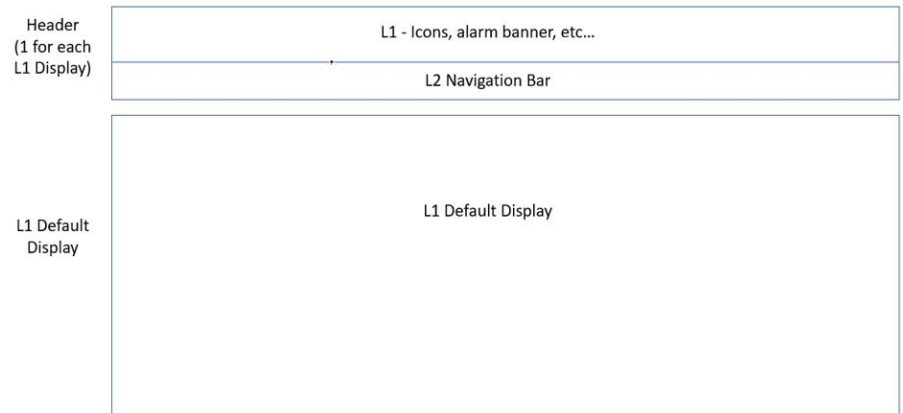 Header
(1 for each
L1 Display)
L1 - Icons, alarm banner, etc...
L2 Navigation Bar
L1 Default
Display
L1 Default Display